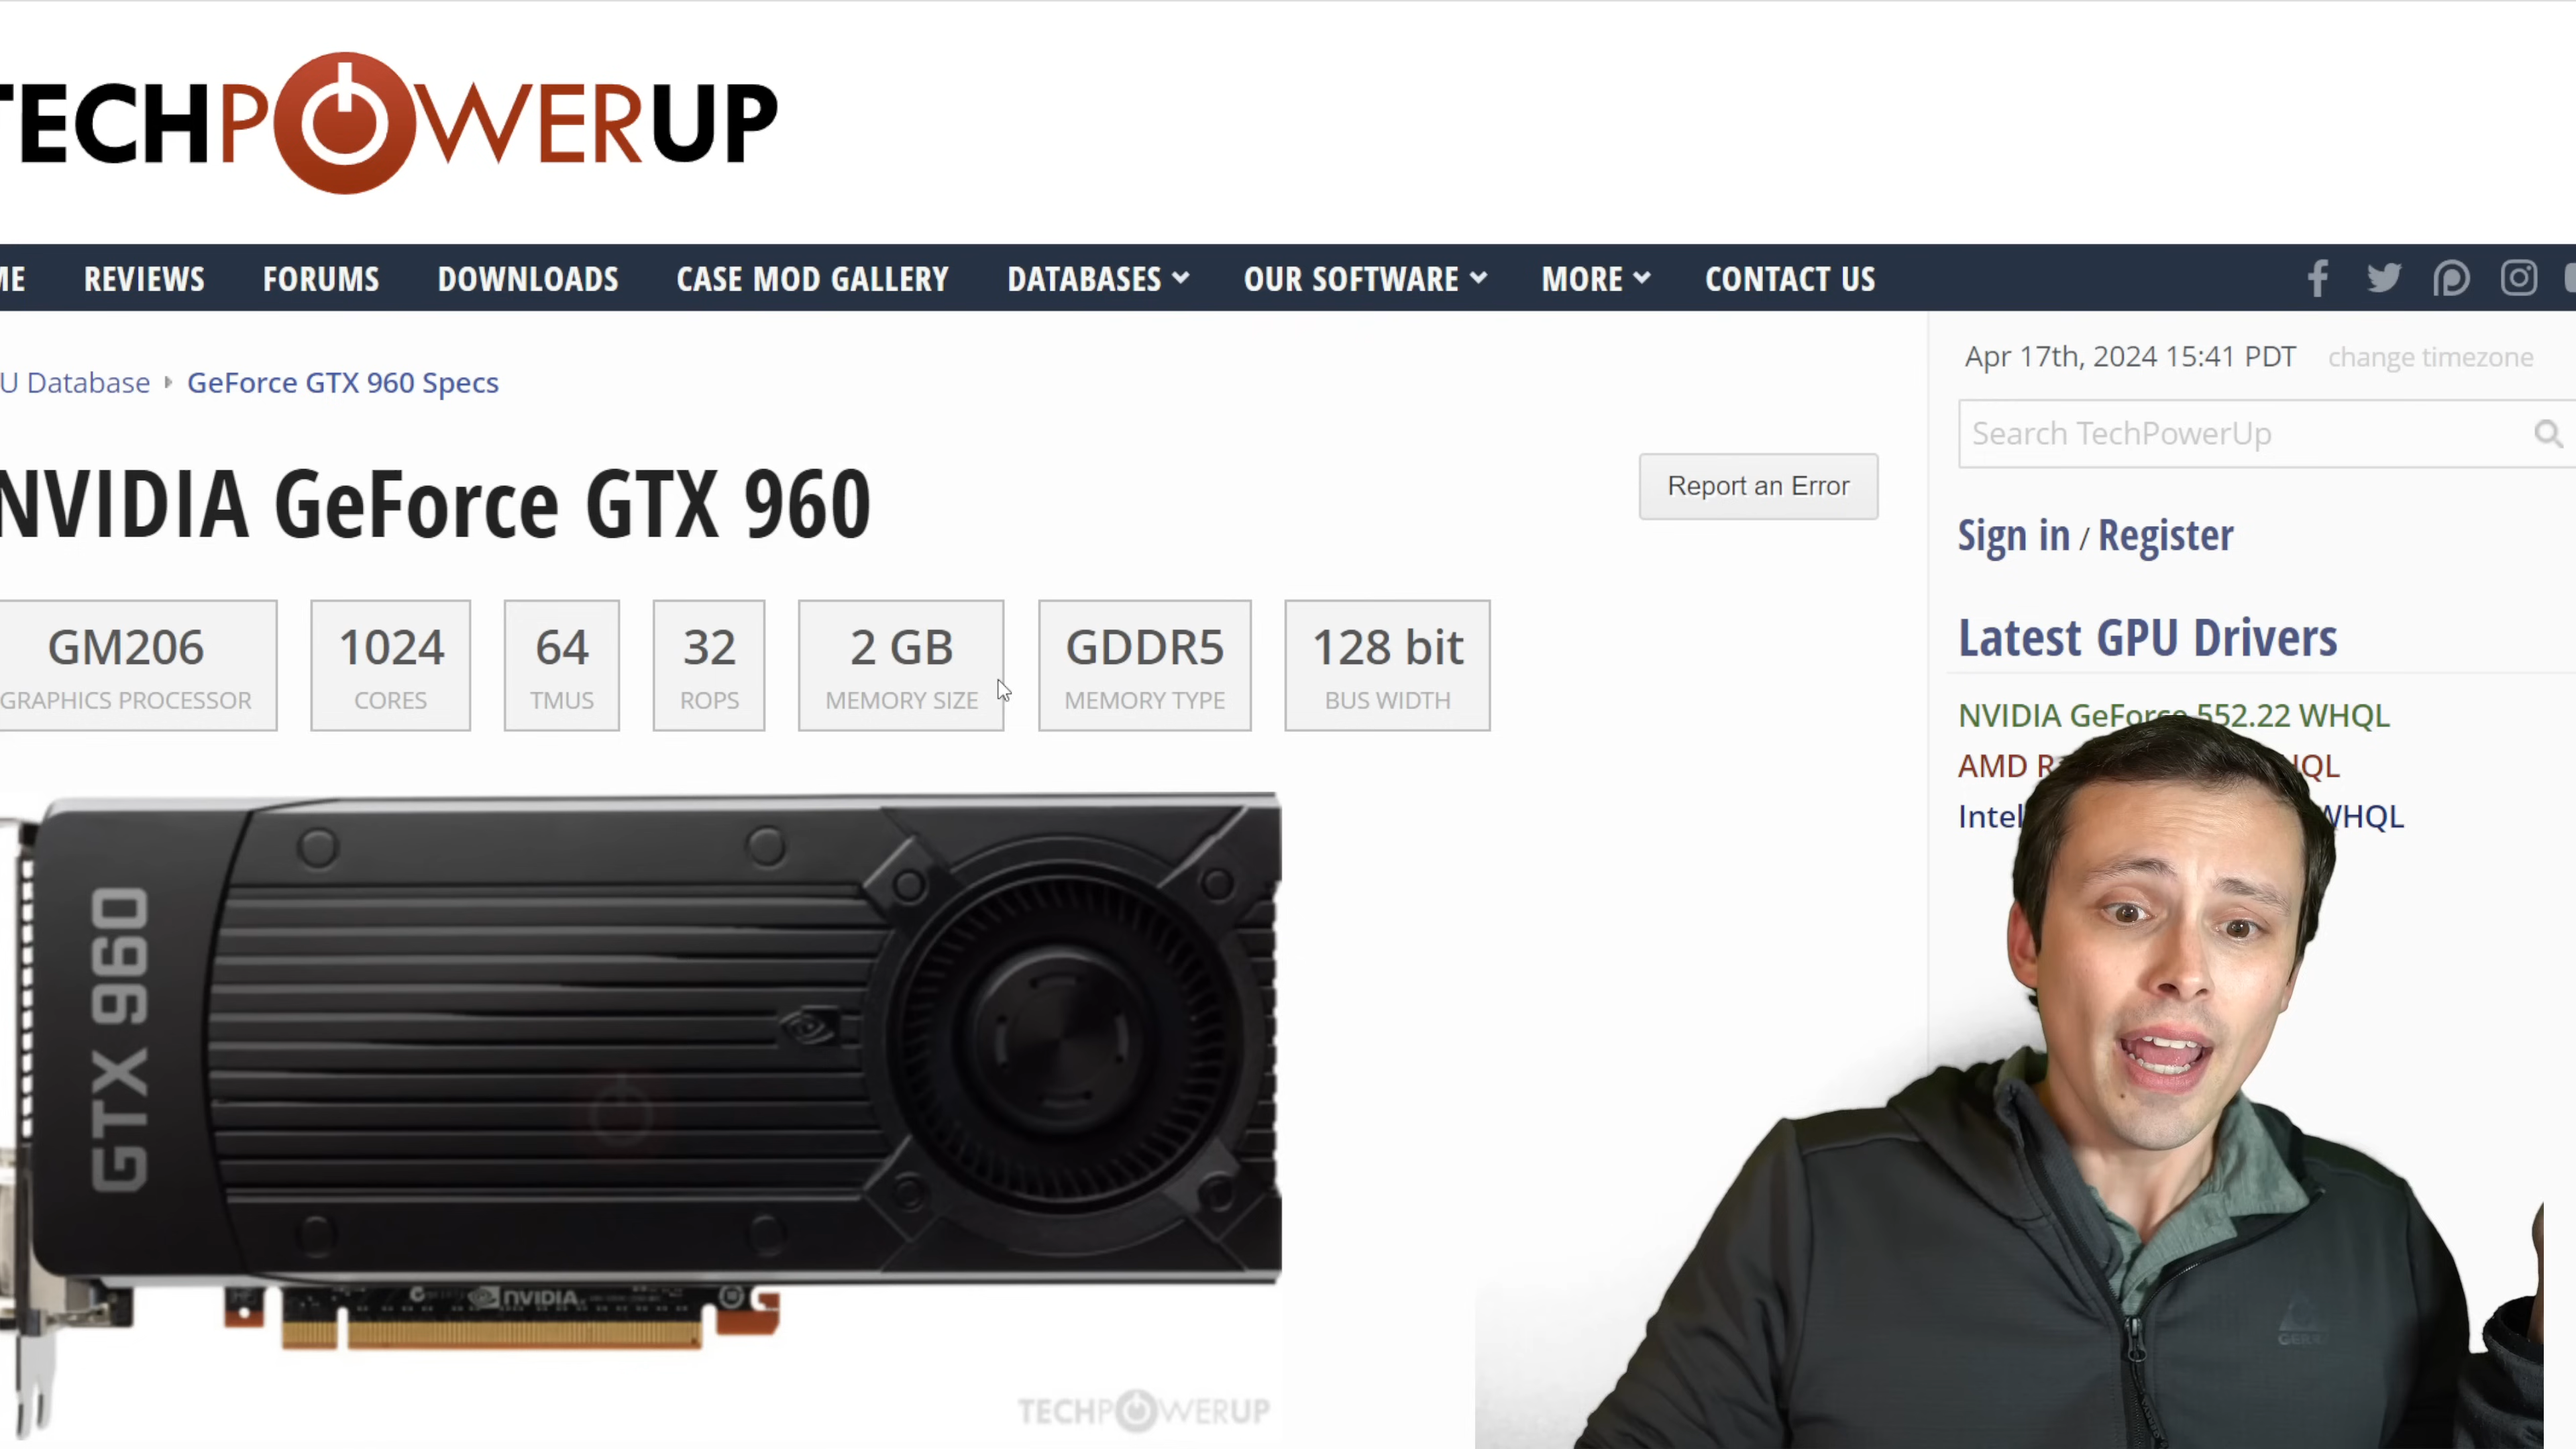 TECHPOWERUP
REVIEWS FORUMS DOWNLOADS CASE MOD GALLERY DATABASES OUR SOFTWARE MORE CONTACT US
Apr 17th, 2024 15:41 PDT change timezone
U Database GeForce GTX 960 Specs
Search TechPowerUp
NVIDIA GeForce GTX 960
Report an Error
Sign in / Register
GM206 1024 64 32 2 GB GDDR5 128 bit
GRAPHICS PROCESSOR CORES TMUS ROPS MEMORY SIZE MEMORY TYPE BUS WIDTH
Latest GPU Drivers
NVIDIA GeForce 552.22 WHQL
AMD
Intel WHQL
GTX 960
NVIDIA
TECHPOWERUP